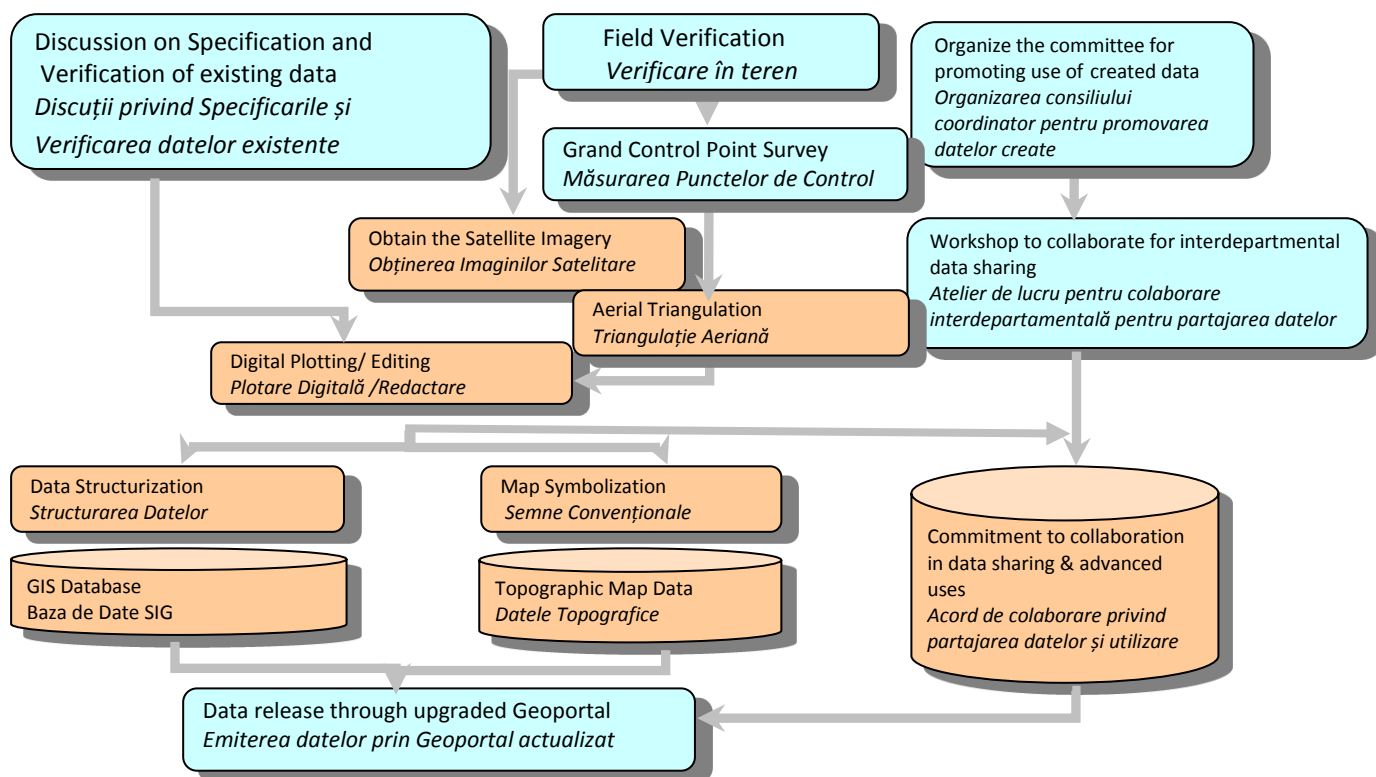 Discussion on Specification and
Verification of existing data
Discuții privind Specificarile și
Verificarea datelor existente
Field Verification
Verificare în teren
Organize the committee for
promoting use of created data
Organizarea consiliului
coordinator pentru promovarea
datelor create
Grand Control Point Survey
Măsurarea Punctelor de Control
Obtain the Satellite Imagery
Obținerea Imaginilor Satelitare
Workshop to collaborate for interdepartmental
data sharing
Atelier de lucru pentru colaborare
interdepartamentală pentru partajarea datelor
Aerial Triangulation
Triangulație Aeriană
Digital Plotting/ Editing
Plotare Digitală /Redactare
Data Structurization
Structurarea Datelor
Map Symbolization
Semne Convenționale
Commitment to collaboration
in data sharing & advanced
uses
Acord de colaborare privind
partajarea datelor și utilizare
GIS Database
Baza de Date SIG
Topographic Map Data
Datele Topografice
Data release through upgraded Geoportal
Emiterea datelor prin Geoportal actualizat